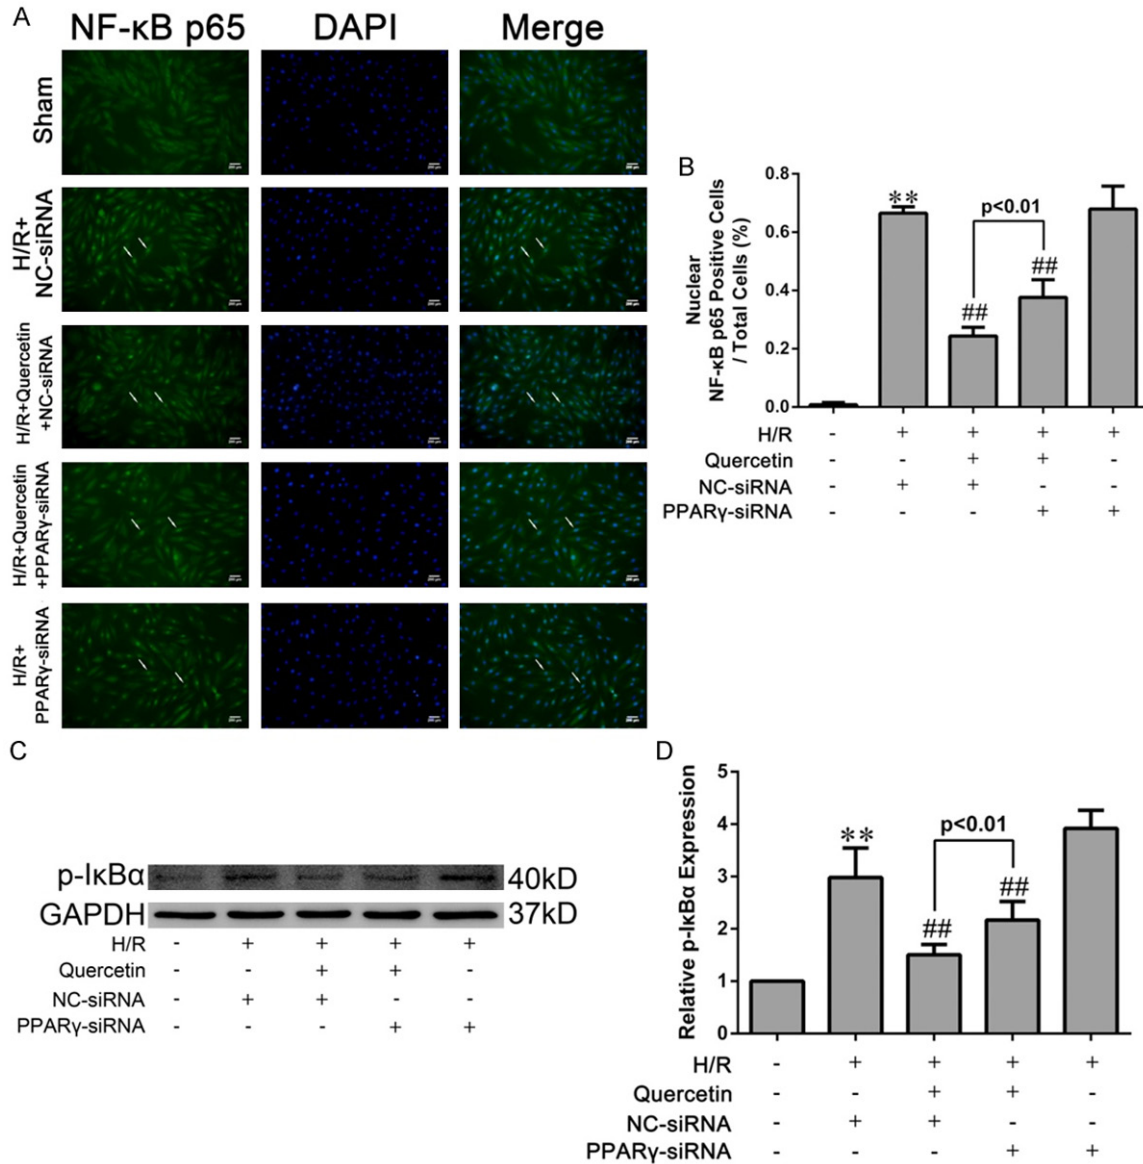 A
NF-κB p65 DAPI Merge
Sham
H/R+
NC-siRNA
H/R+Quercetin
+NC-siRNA
H/R+Quercetin
+PPARγ-siRNA
H/R+
PPARγ-siRNA
B
Nuclear
NF-κB p65 Positive Cells
/ Total Cells (%)
0.8
0.6
0.4
0.2
0.0
**
##
p<0.01
##
H/R - + + + +
Quercetin - - + + -
NC-siRNA - + + - -
PPARγ-siRNA - - - + +
C
p-IκBα 40kD
GAPDH 37kD
H/R - + + + +
Quercetin - - + + -
NC-siRNA - + + - -
PPARγ-siRNA - - - + +
D
Relative p-IκBα Expression
5
4
3
2
1
0
**
##
p<0.01
##
H/R - + + + +
Quercetin - - + + -
NC-siRNA - + + - -
PPARγ-siRNA - - - + +